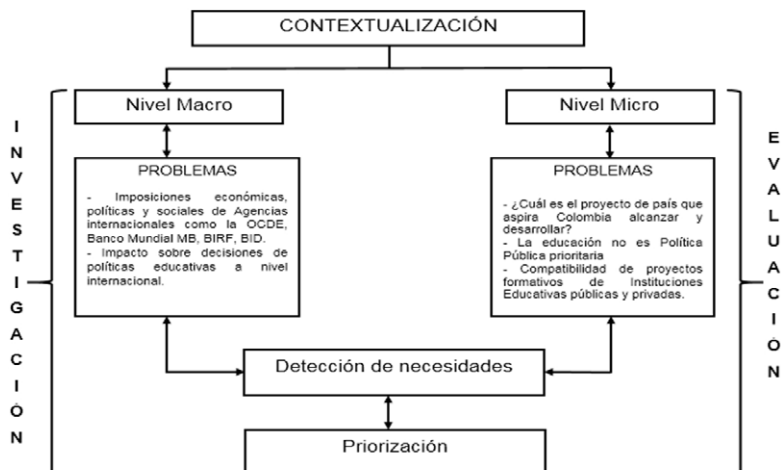 CONTEXTUALIZACIÓN
Nivel Macro
Nivel Micro
PROBLEMAS
- Imposiciones económicas,
políticas y sociales de Agencias
internacionales como la OCDE,
Banco Mundial MB, BIRF, BID.
- Impacto sobre decisiones de
políticas educativas a nivel
internacional.
PROBLEMAS
- ¿Cuál es el proyecto de país que
aspira Colombia alcanzar y
desarrollar?
- La educación no es Política
Pública prioritaria
- Compatibilidad de proyectos
formativos de Instituciones
Educativas públicas y privadas.
Detección de necesidades
Priorización
INVESTIGACIÓN
EVALUACIÓN